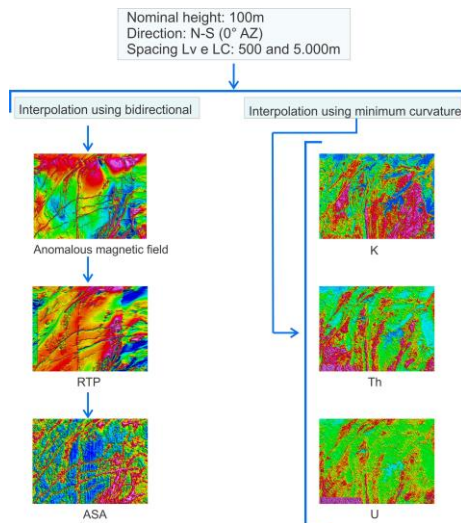 Nominal height: 100m
Direction: N-S (0° AZ)
Spacing Lv e LC: 500 and 5.000m
Interpolation using bidirectional
Interpolation using minimum curvature
Anomalous magnetic field
K
RTP
Th
ASA
U